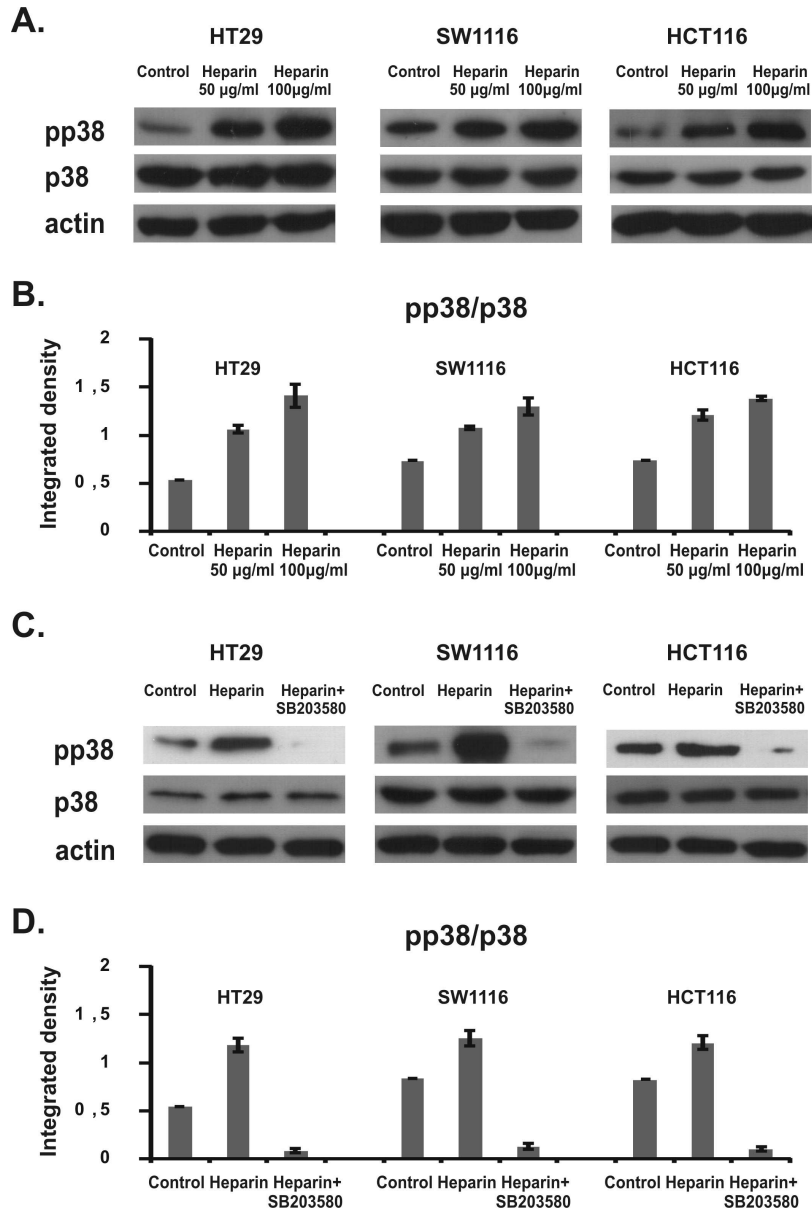 A.
HT29 SW1116 HCT116
Control Heparin 50 µg/ml Heparin 100µg/ml Control Heparin 50 µg/ml Heparin 100µg/ml Control Heparin 50 µg/ml Heparin 100µg/ml
pp38
p38
actin
B.
pp38/p38
Integrated density
2
1,5
1
0,5
0
HT29 SW1116 HCT116
Control Heparin 50 µg/ml Heparin 100µg/ml Control Heparin 50 µg/ml Heparin 100µg/ml Control Heparin 50 µg/ml Heparin 100µg/ml
C.
HT29 SW1116 HCT116
Control Heparin Heparin+ SB203580 Control Heparin Heparin+ SB203580 Control Heparin Heparin+ SB203580
pp38
p38
actin
D.
pp38/p38
Integrated density
2
1,5
1
0,5
0
HT29 SW1116 HCT116
Control Heparin Heparin+ SB203580 Control Heparin Heparin+ SB203580 Control Heparin Heparin+ SB203580